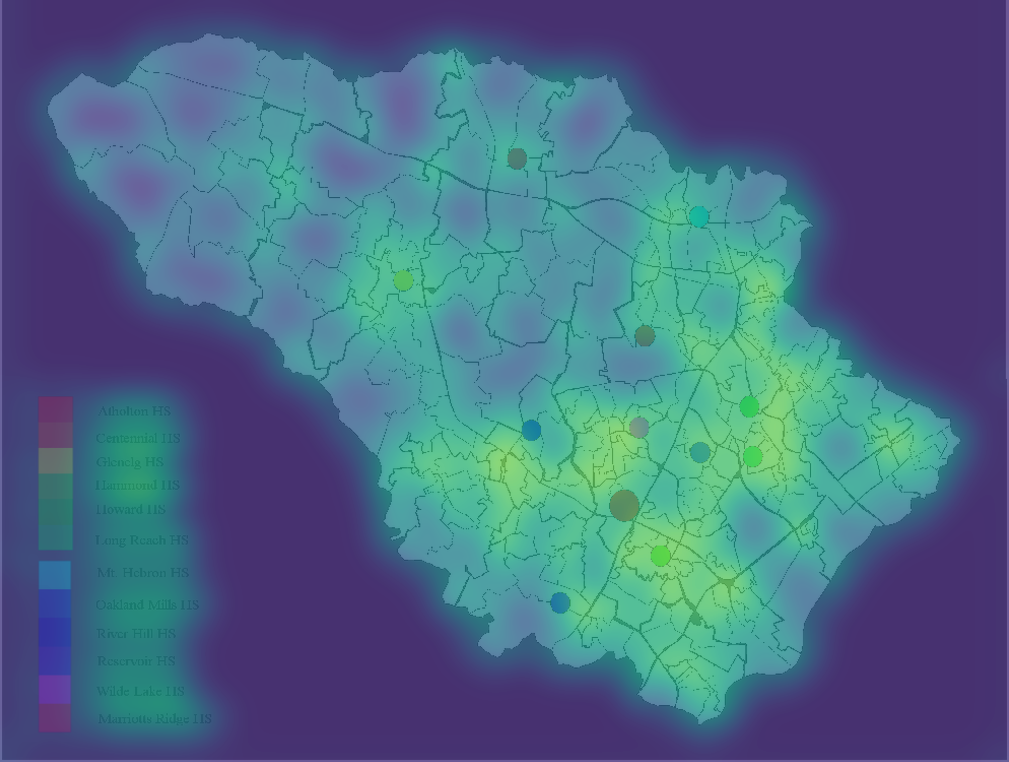 Atholton HS
Centennial HS
Glenelg HS
Hammond HS
Howard HS
Long Reach HS
Mt. Hebron HS
Oakland Mills HS
River Hill HS
Reservoir HS
Wilde Lake HS
Marriotts Ridge HS